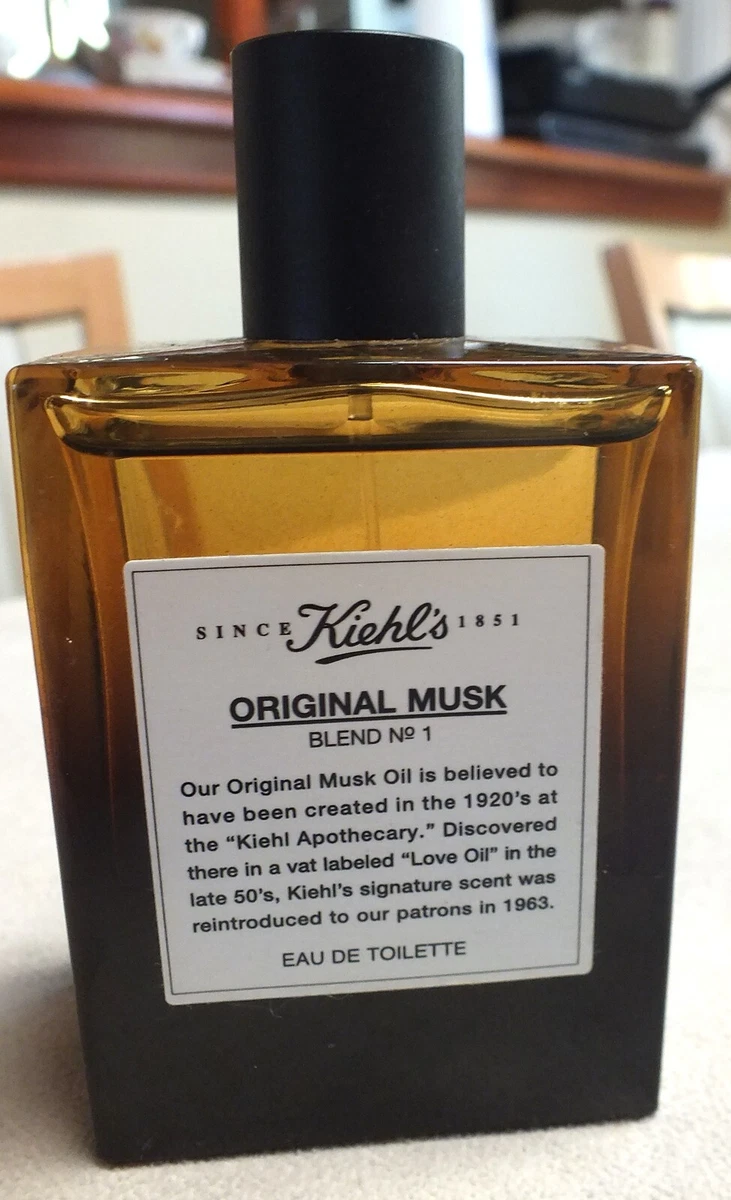 SINCE Kiehl's 1851
ORIGINAL MUSK
BLEND Nº 1
Our Original Musk Oil is believed to
have been created in the 1920's at
the “Kiehl Apothecary.” Discovered
there in a vat labeled “Love Oil” in the
late 50's, Kiehl's signature scent was
reintroduced to our patrons in 1963.
EAU DE TOILETTE